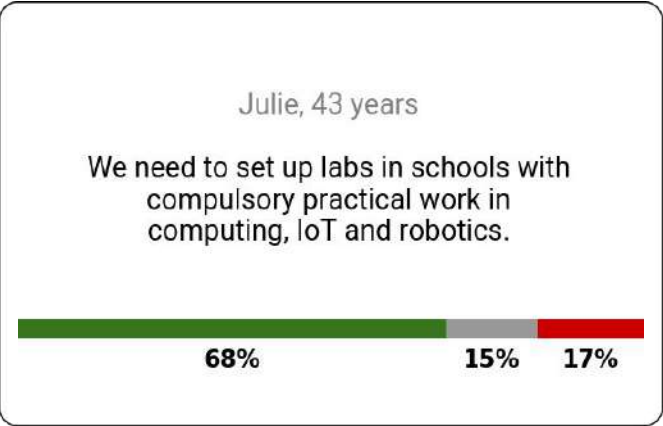 Julie, 43 years
We need to set up labs in schools with
compulsory practical work in
computing, IoT and robotics.
68% 15% 17%